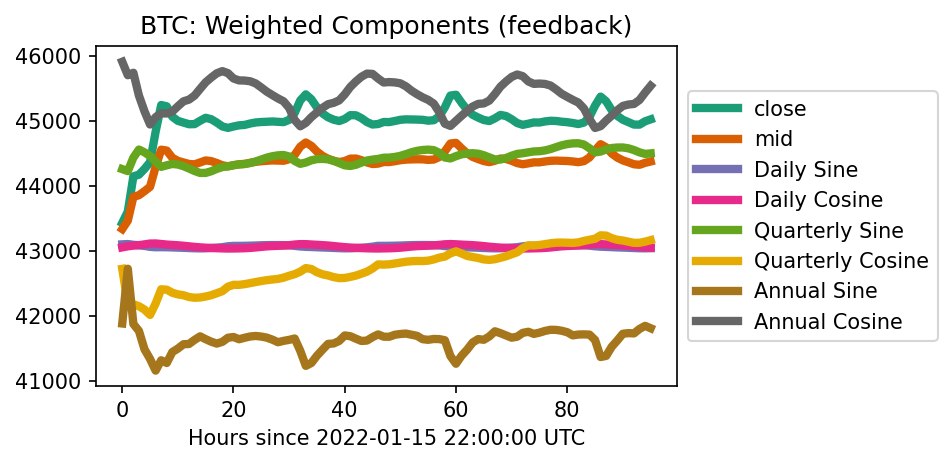 BTC: Weighted Components (feedback)
46000
45000
44000
43000
42000
41000
0 20 40 60 80
Hours since 2022-01-15 22:00:00 UTC
close
mid
Daily Sine
Daily Cosine
Quarterly Sine
Quarterly Cosine
Annual Sine
Annual Cosine